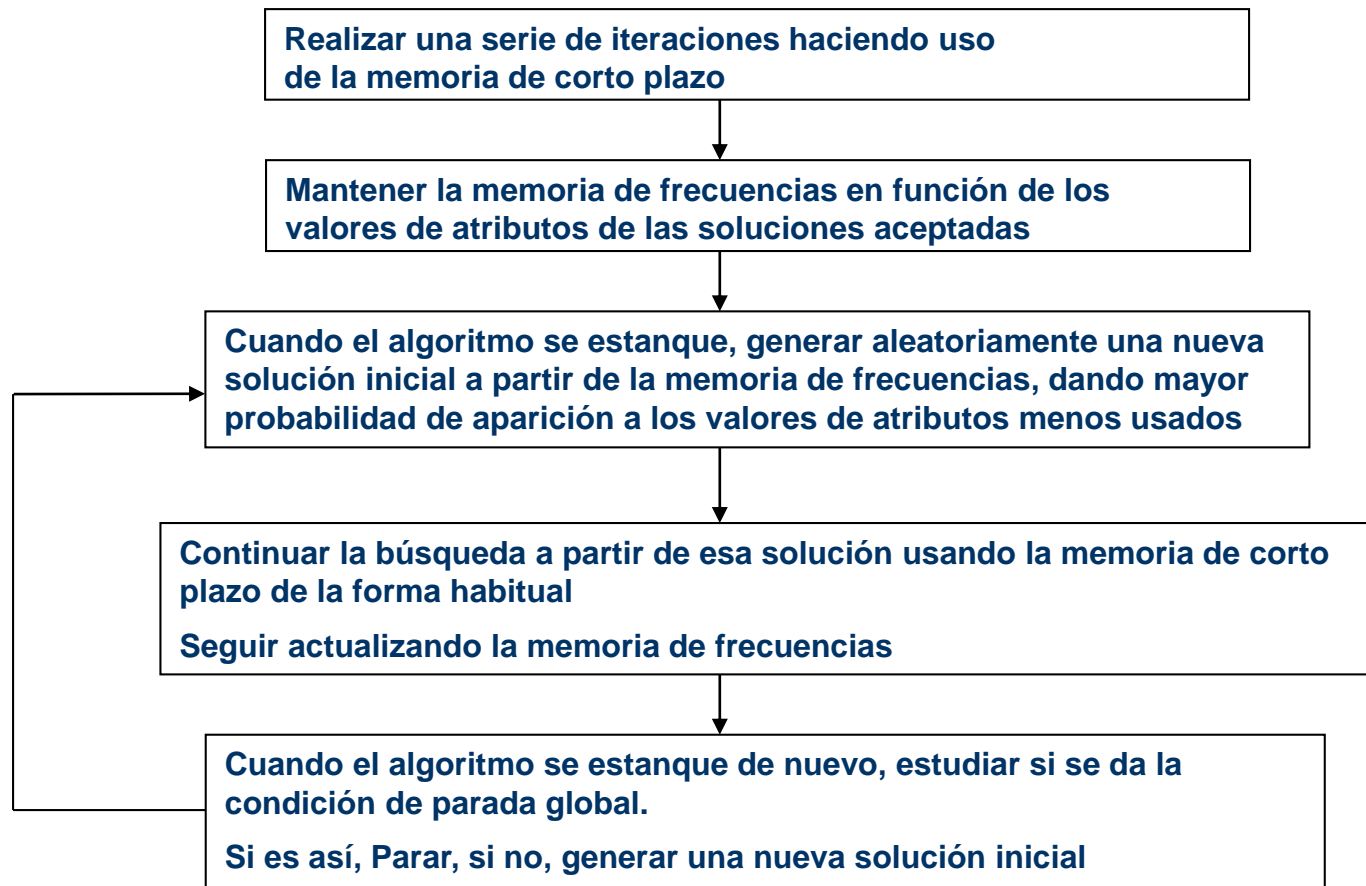 Realizar una serie de iteraciones haciendo uso
de la memoria de corto plazo
Mantener la memoria de frecuencias en función de los
valores de atributos de las soluciones aceptadas
Cuando el algoritmo se estanque, generar aleatoriamente una nueva
solución inicial a partir de la memoria de frecuencias, dando mayor
probabilidad de aparición a los valores de atributos menos usados
Continuar la búsqueda a partir de esa solución usando la memoria de corto
plazo de la forma habitual
Seguir actualizando la memoria de frecuencias
Cuando el algoritmo se estanque de nuevo, estudiar si se da la
condición de parada global.
Si es así, Parar, si no, generar una nueva solución inicial